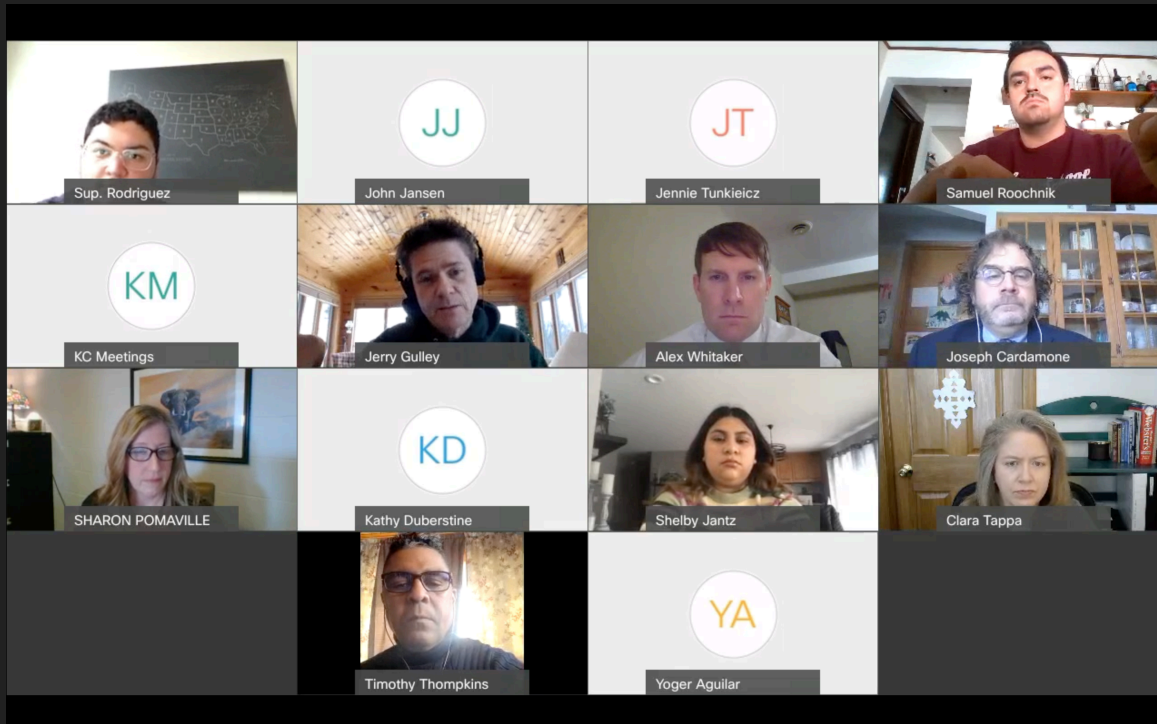 Sup. Rodriguez
JJ
John Jansen
JT
Jennie Tunkieicz
Samuel Roochnik
KM
KC Meetings
Jerry Gulley
Alex Whitaker
Joseph Cardamone
SHARON POMAVILLE
KD
Kathy Duberstine
Shelby Jantz
Clara Tappa
Timothy Thompkins
YA
Yoger Aguilar